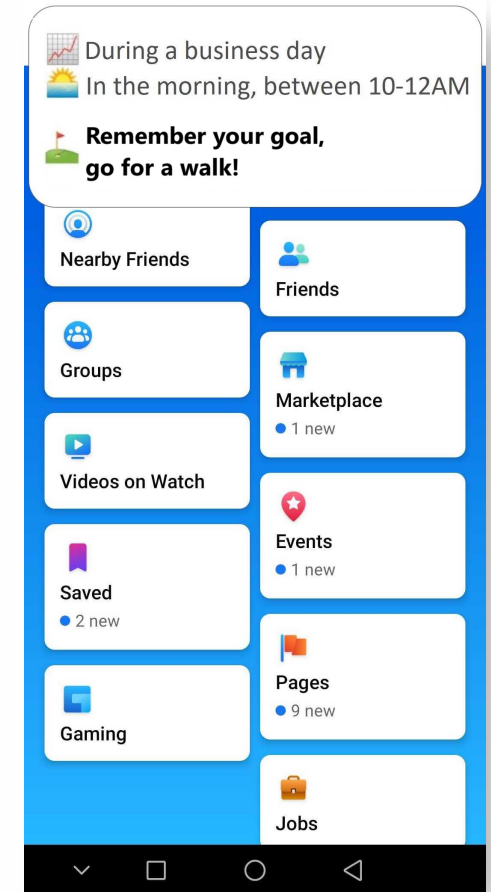 During a business day
In the morning, between 10-12AM
Remember your goal,
go for a walk!
Nearby Friends
Groups
Videos on Watch
Saved
2 new
Gaming
Friends
Marketplace
1 new
Events
1 new
Pages
9 new
Jobs